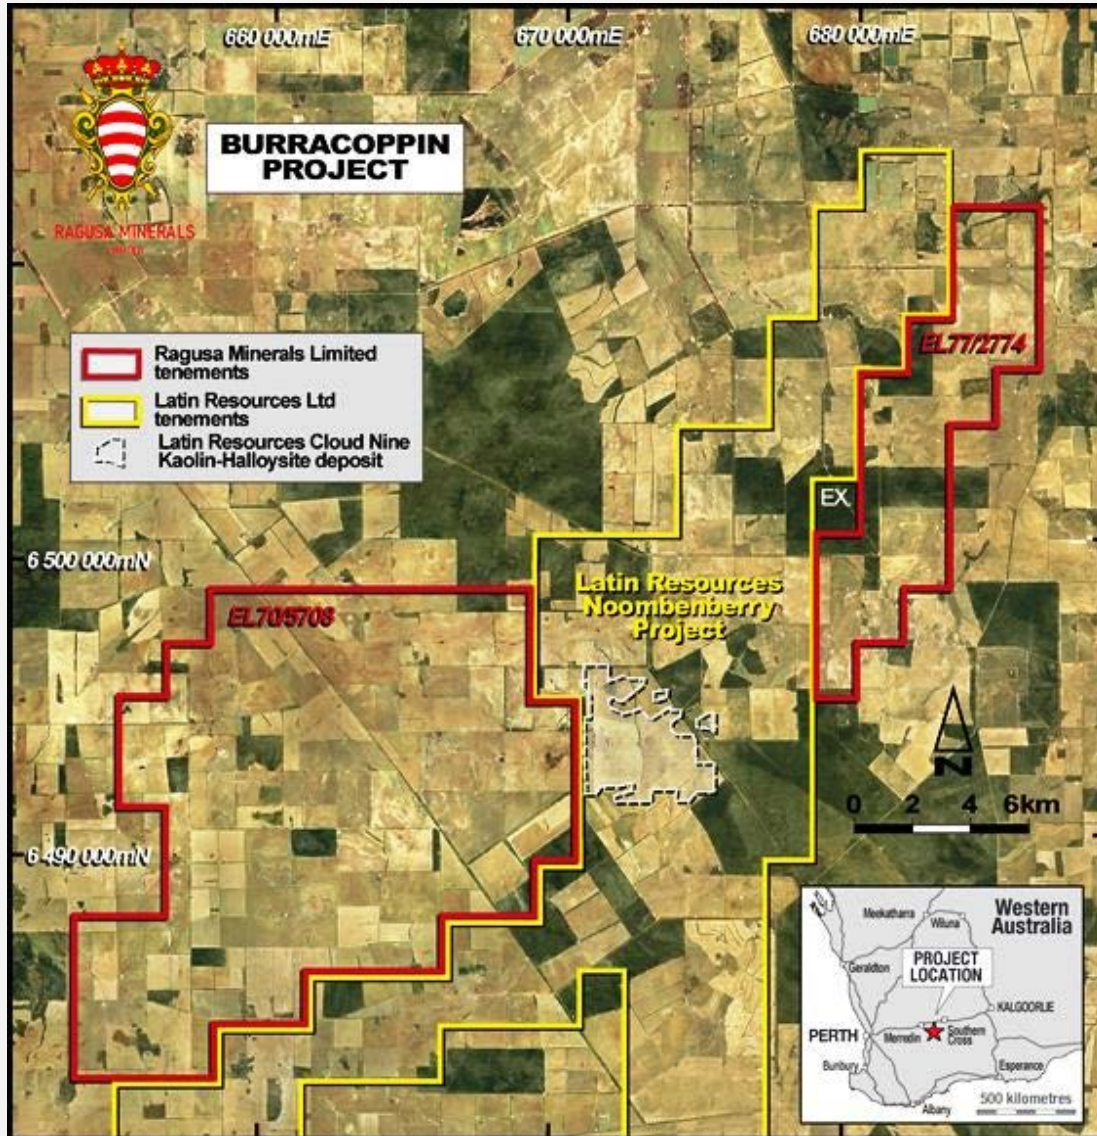 660 000mE
670 000mE
680 000mE
BURRACOPPIN
PROJECT
RAGUSA MINERALS
LIMITED
Ragusa Minerals Limited
tenements
Latin Resources Ltd
tenements
Latin Resources Cloud Nine
Kaolin-Halloysite deposit
EL77/2774
EX
6 500 000mN
EL70/5708
Latin Resources
Noombenberry
Project
N
0 2 4 6km
6 490 000mN
Western
Australia
Meekatharra
Wiluna
PROJECT
LOCATION
Geraldton
KALGOORLIE
PERTH
Merredin
Southern
Cross
Bunbury
Esperance
Albany
500 kilometres